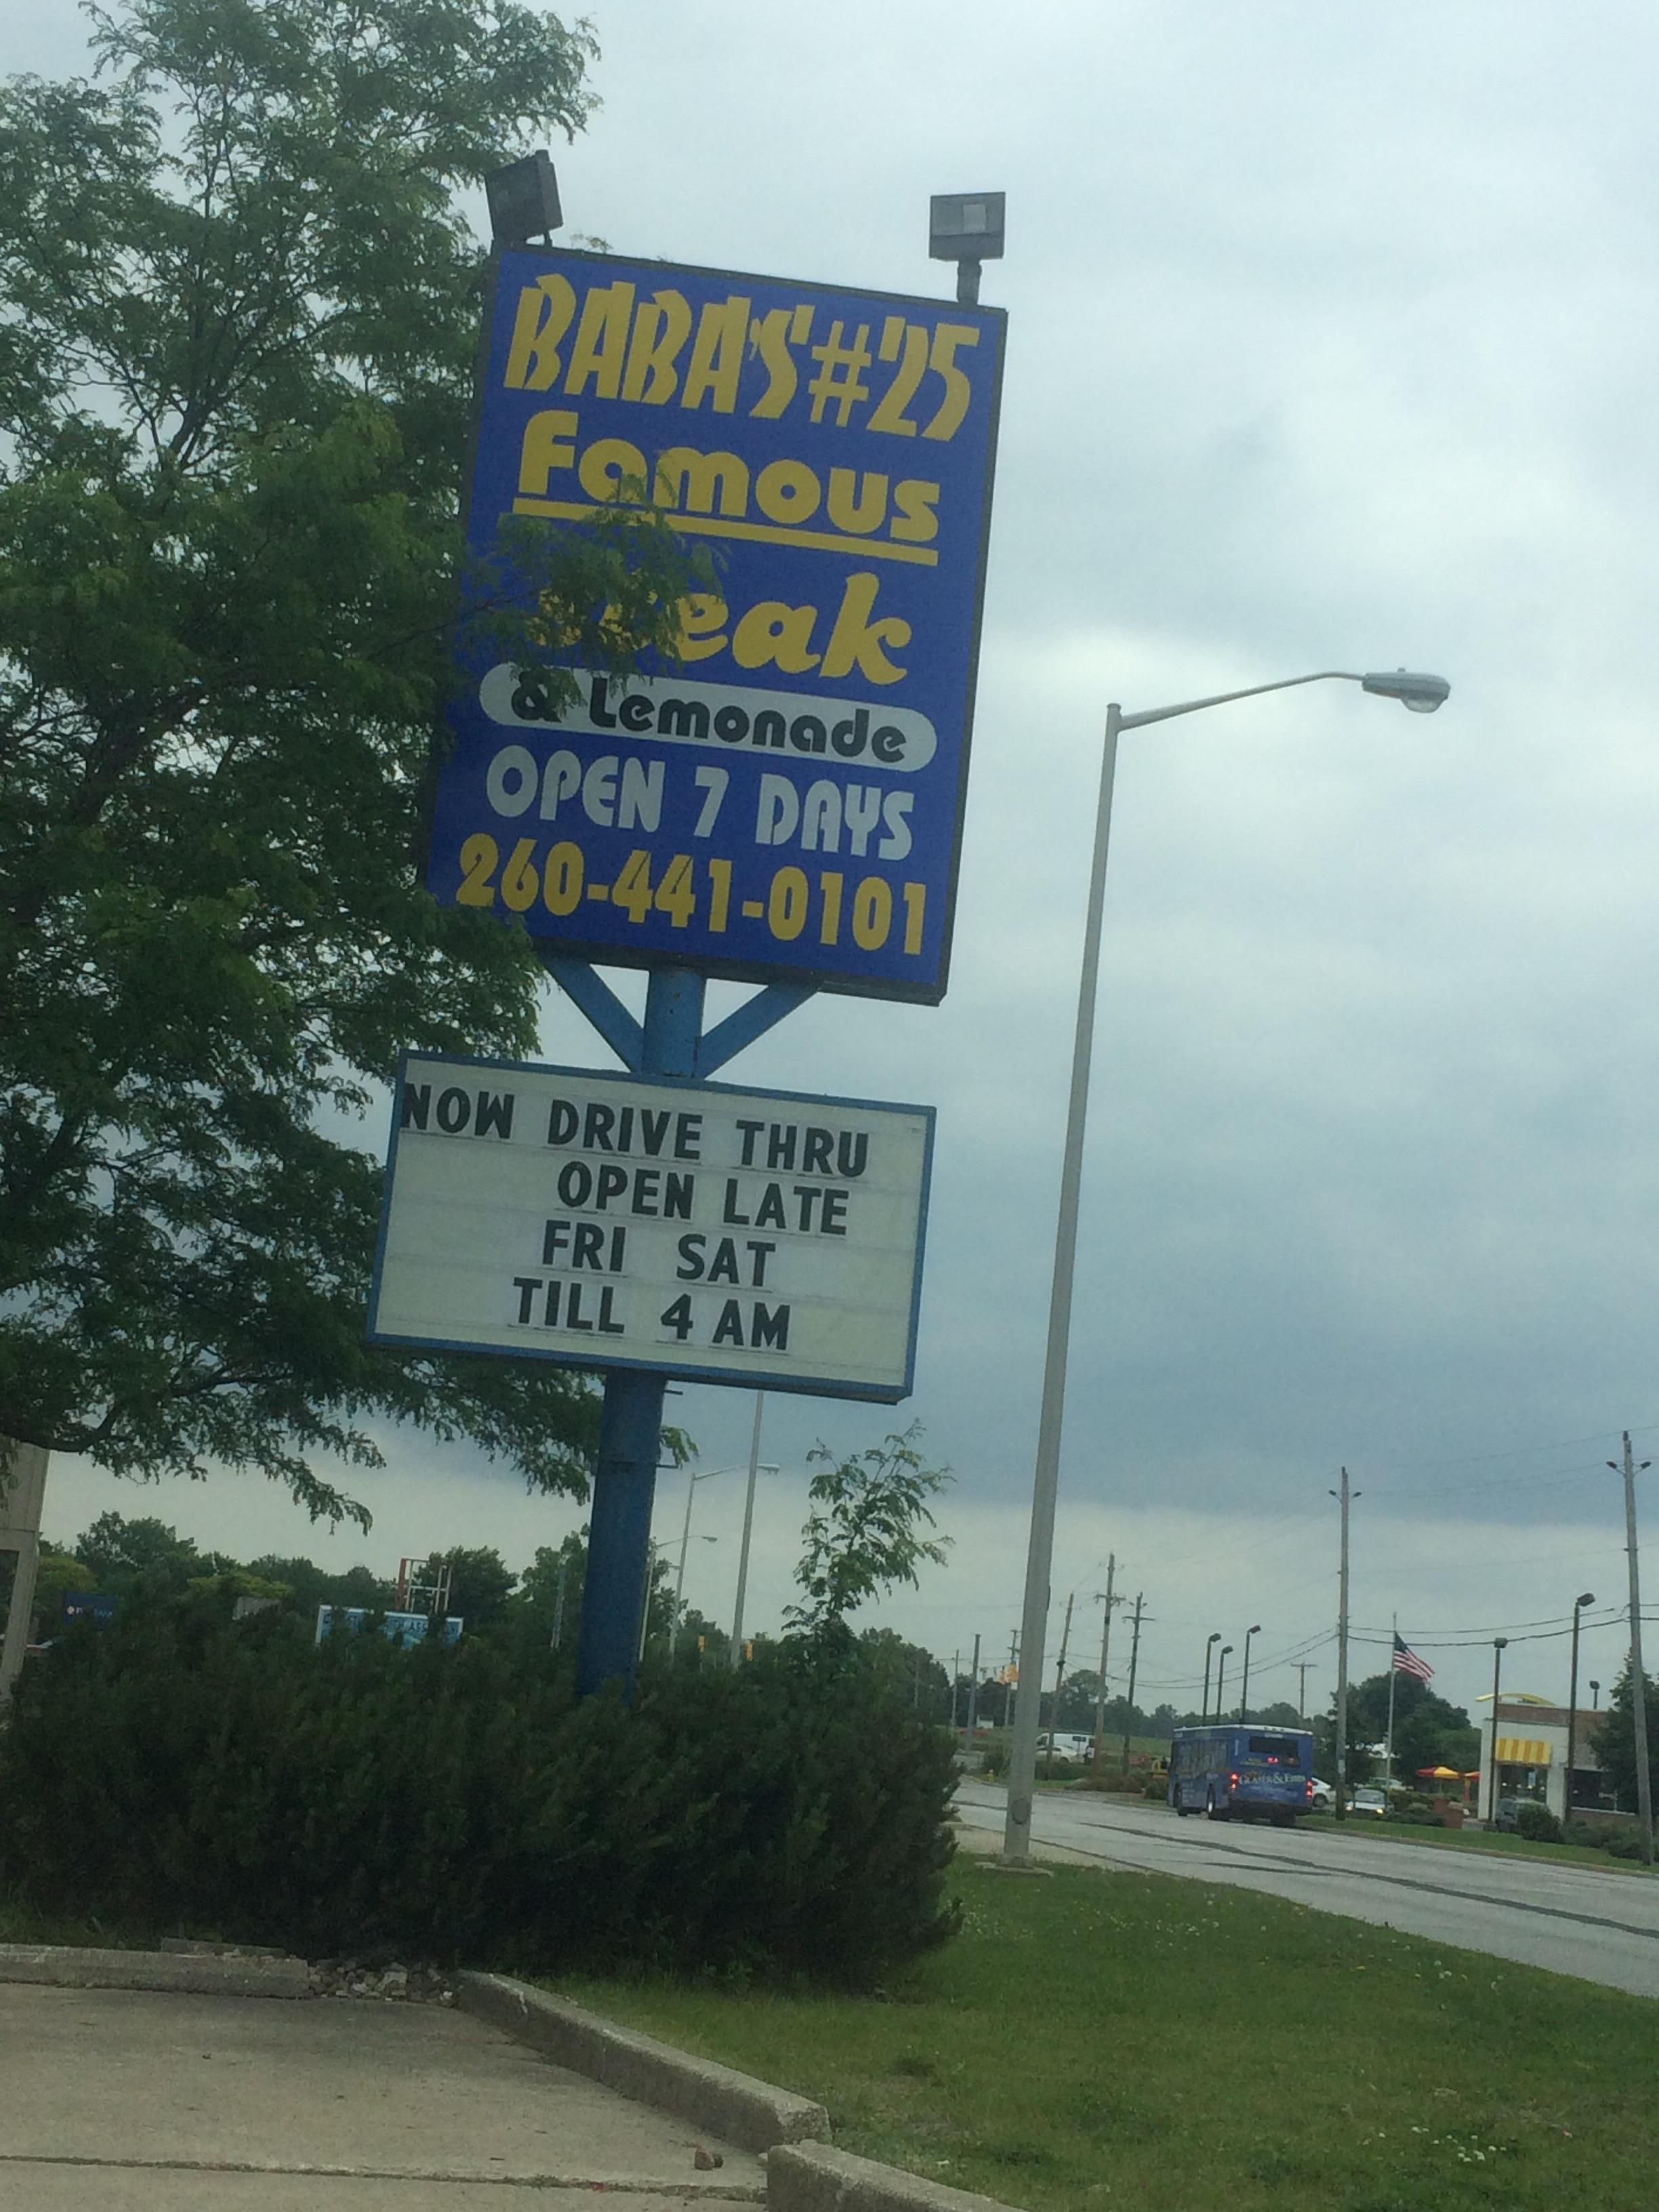 BABA'S #25
Famous
Steak
& Lemonade
OPEN 7 DAYS
260-441-0101
NOW DRIVE THRU
OPEN LATE
FRI SAT
TILL 4 AM